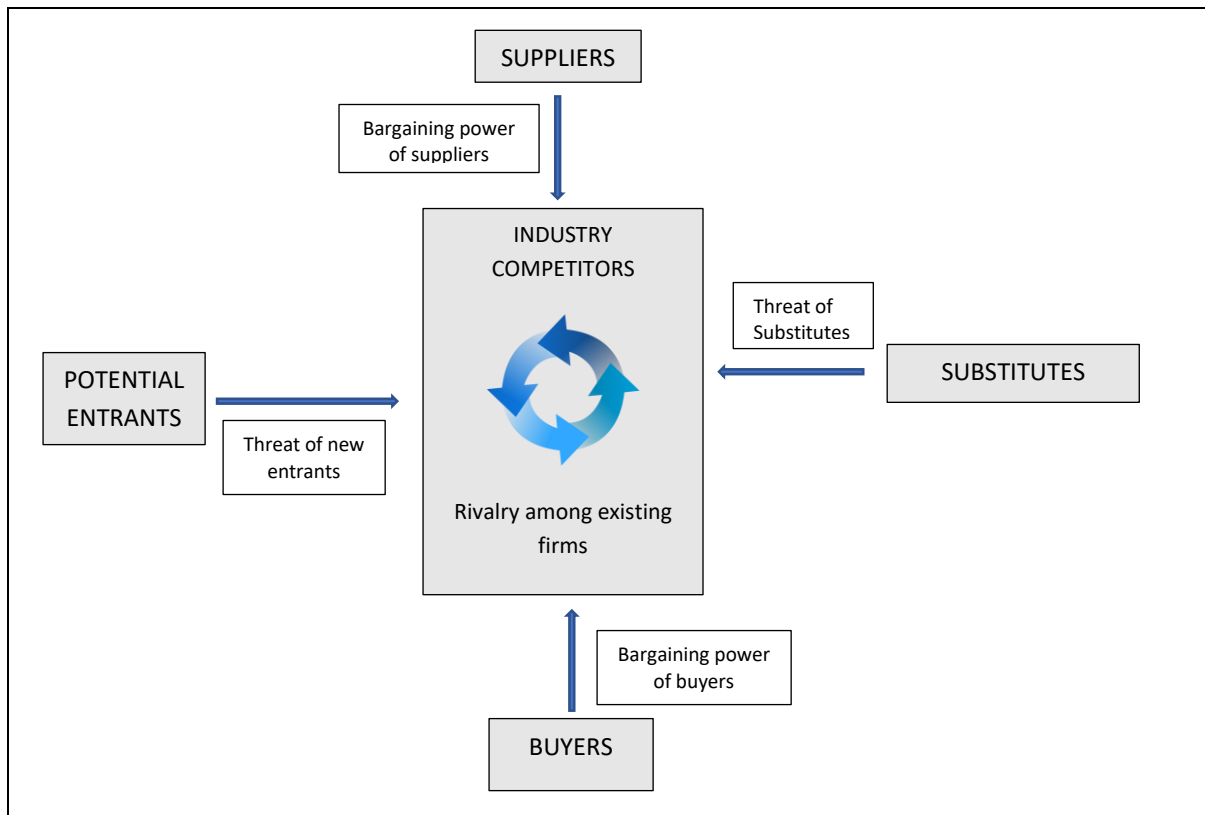 SUPPLIERS
Bargaining power
of suppliers
INDUSTRY
COMPETITORS
Threat of
Substitutes
SUBSTITUTES
POTENTIAL
ENTRANTS
Threat of new
entrants
Rivalry among existing
firms
Bargaining power
of buyers
BUYERS